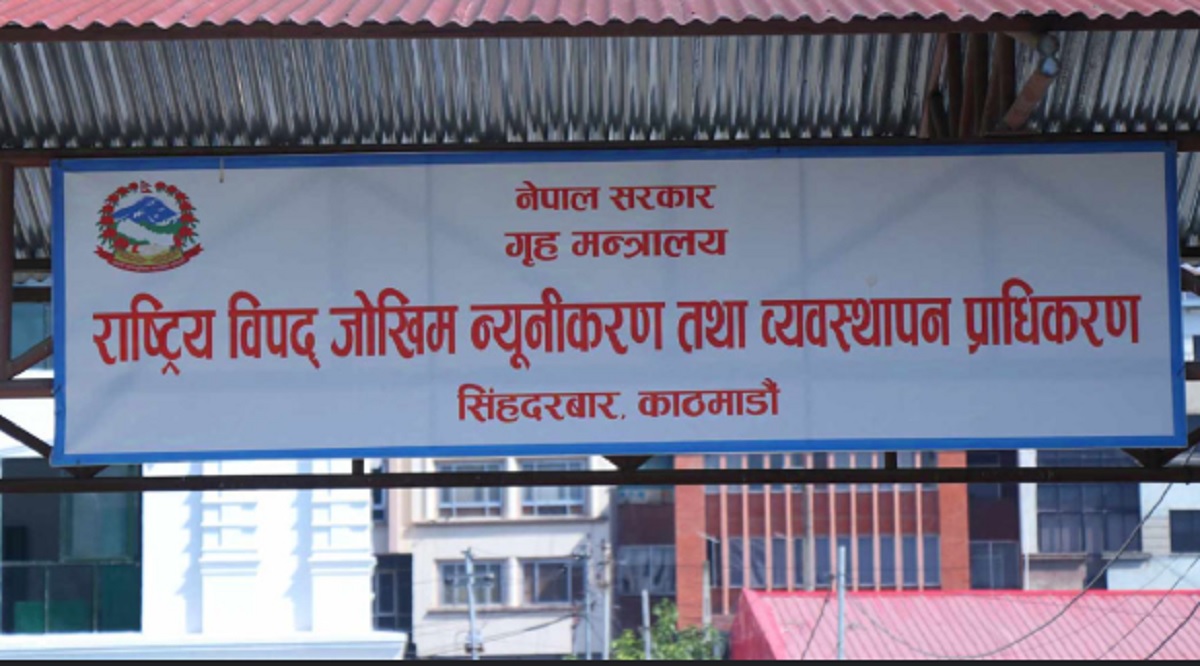 नेपाल सरकार
गृह मन्त्रालय
राष्ट्रिय विपद् जोखिम न्यूनीकरण तथा व्यवस्थापन प्राधिकरण
सिंहदरबार, काठमाडौं